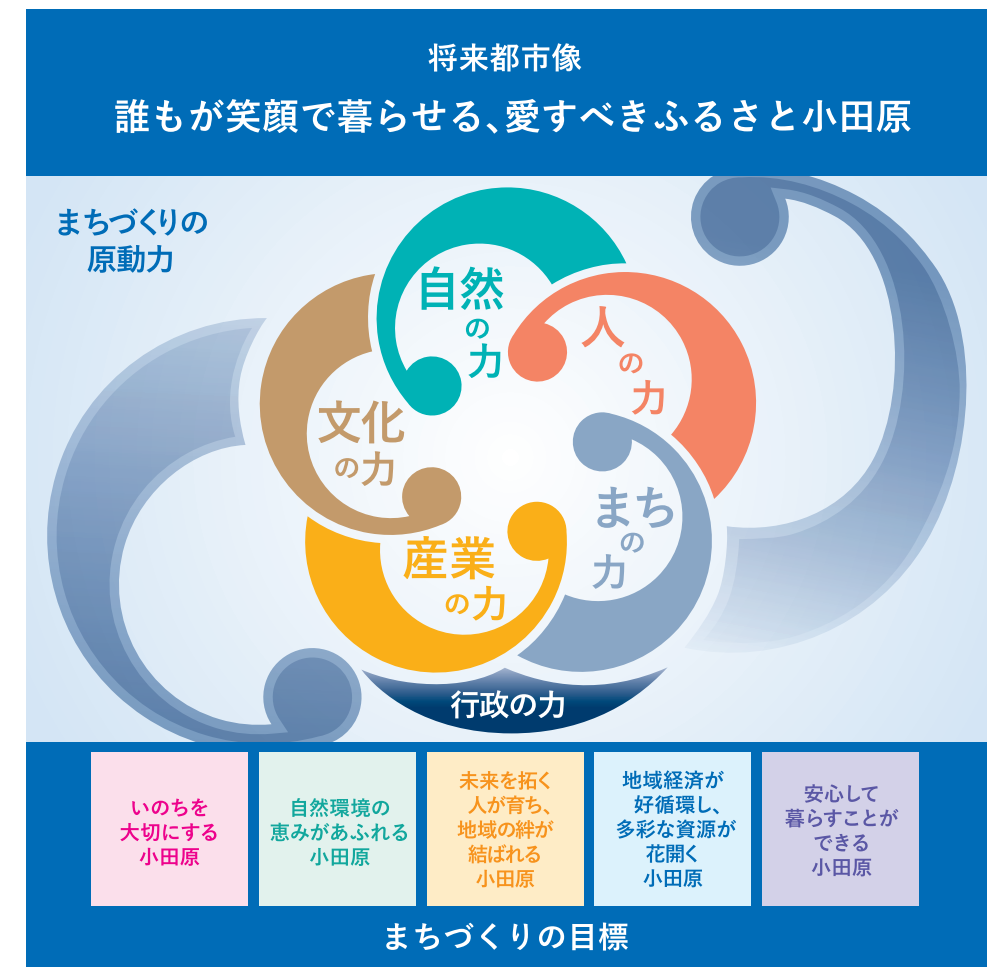 将来都市像
誰もが笑顔で暮らせる、愛すべきふるさと小田原
まちづくりの
原動力
自然
の
力
人
の
力
文化
の力
まち
の
力
産業
の力
行政の力
いのちを
大切にする
小田原
自然環境の
恵みがあふれる
小田原
未来を拓く
人が育ち、
地域の絆が
結ばれる
小田原
地域経済が
好循環し、
多彩な資源が
花開く
小田原
安心して
暮らすことが
できる
小田原
まちづくりの目標